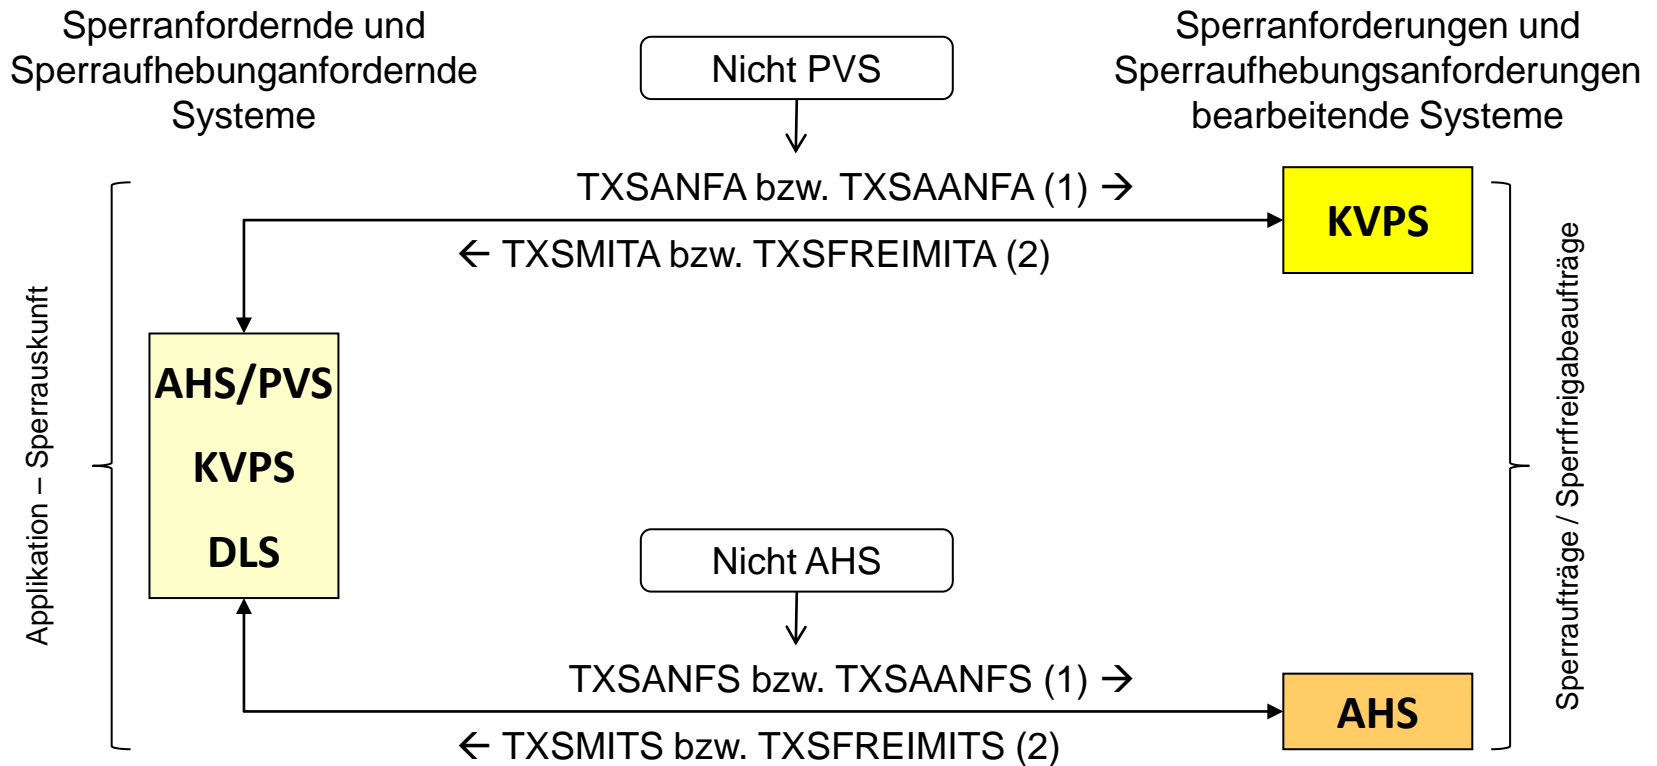 Sperranfordernde und
Sperraufhebunganfordernde
Systeme
Nicht PVS
Sperranforderungen und
Sperraufhebungsanforderungen
bearbeitende Systeme
TXSANFA bzw. TXSAANFA (1) →
← TXSMITA bzw. TXSFREIMITA (2)
KVPS
Applikation – Sperrauskunft
AHS/PVS
KVPS
DLS
Nicht AHS
TXSANFS bzw. TXSAANFS (1) →
← TXSMITS bzw. TXSFREIMITS (2)
AHS
Sperraufträge / Sperrfreigabeaufträge